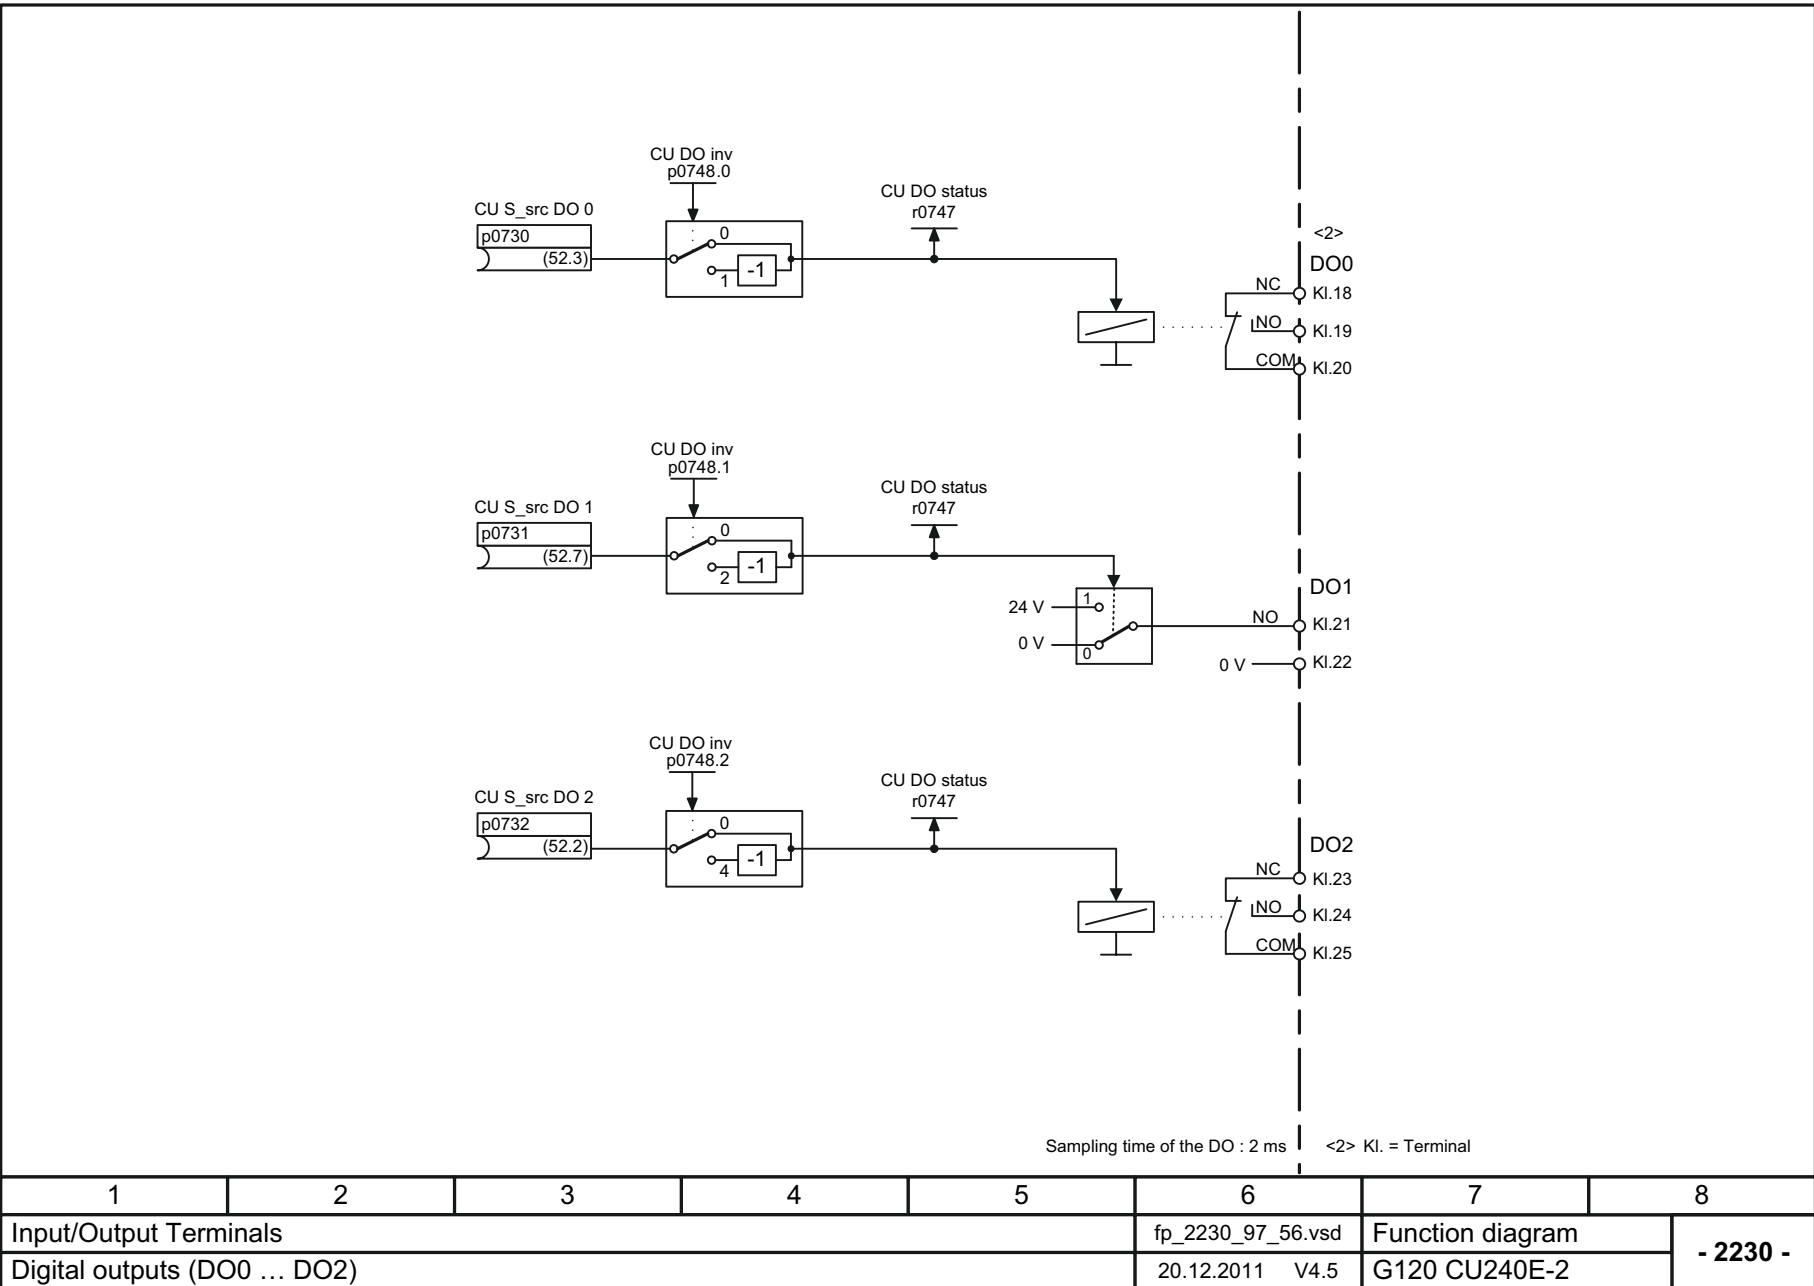 CU DO inv
p0748.0
CU S_src DO 0
p0730
(52.3)
0
1
-1
CU DO status
r0747
<2>
DO0
NC
Kl.18
NO
Kl.19
COM
Kl.20
CU DO inv
p0748.1
CU S_src DO 1
p0731
(52.7)
0
2
-1
CU DO status
r0747
24 V
1
0 V
0
DO1
NO
Kl.21
0 V
Kl.22
CU DO inv
p0748.2
CU S_src DO 2
p0732
(52.2)
0
4
-1
CU DO status
r0747
DO2
NC
Kl.23
NO
Kl.24
COM
Kl.25
Sampling time of the DO : 2 ms
<2> Kl. = Terminal
1 2 3 4 5 6 7 8
Input/Output Terminals
fp_2230_97_56.vsd
Function diagram
- 2230 -
Digital outputs (DO0 … DO2)
20.12.2011 V4.5
G120 CU240E-2